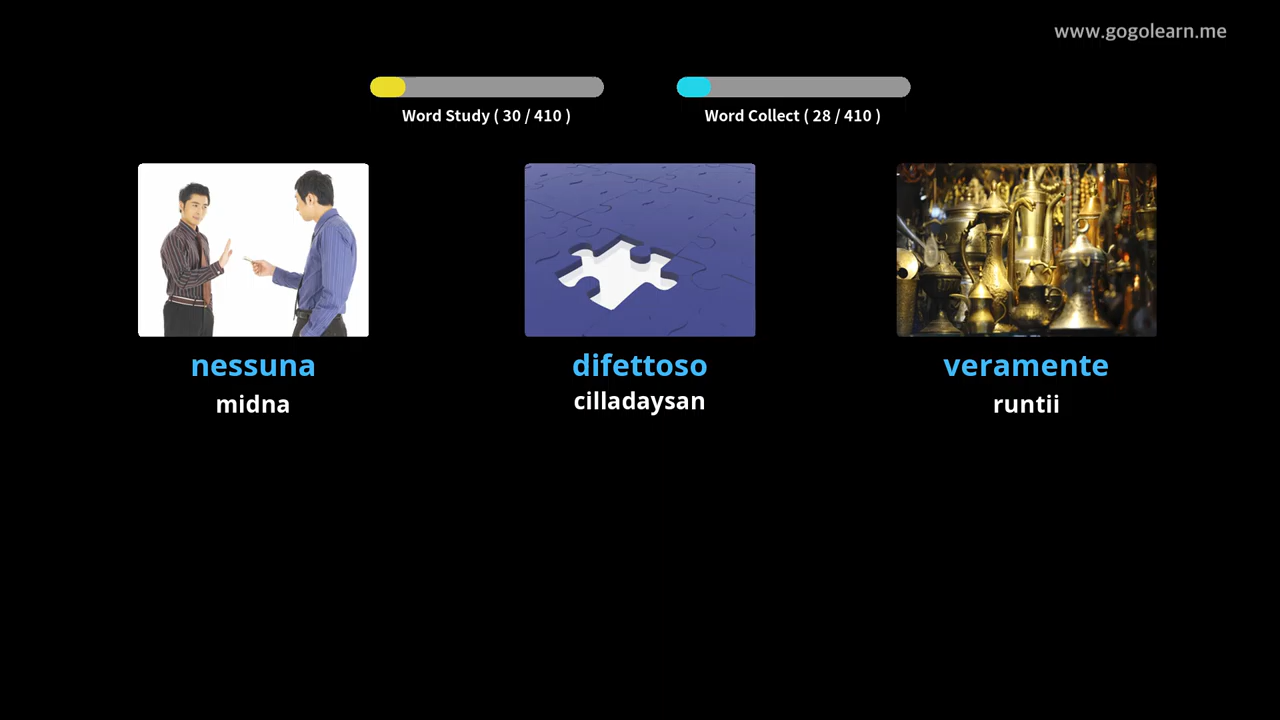 www.gogolearn.me
Word Study ( 30 / 410 )
Word Collect ( 28 / 410 )
nessuna
midna
difettoso
cilladaysan
veramente
runtii